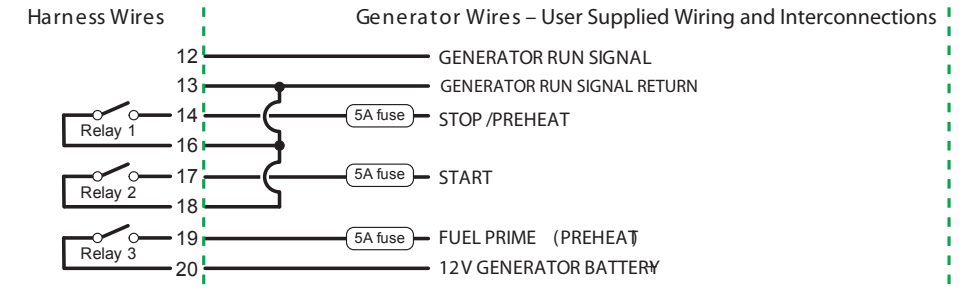 Harness Wires
Generator Wires – User Supplied Wiring and Interconnections
12 GENERATOR RUN SIGNAL
13 GENERATOR RUN SIGNAL RETURN
14 5A fuse STOP /PREHEAT
Relay 1
16
17 5A fuse START
Relay 2
18
19 5A fuse FUEL PRIME (PREHEAT)
Relay 3
20 12V GENERATOR BATTERY+